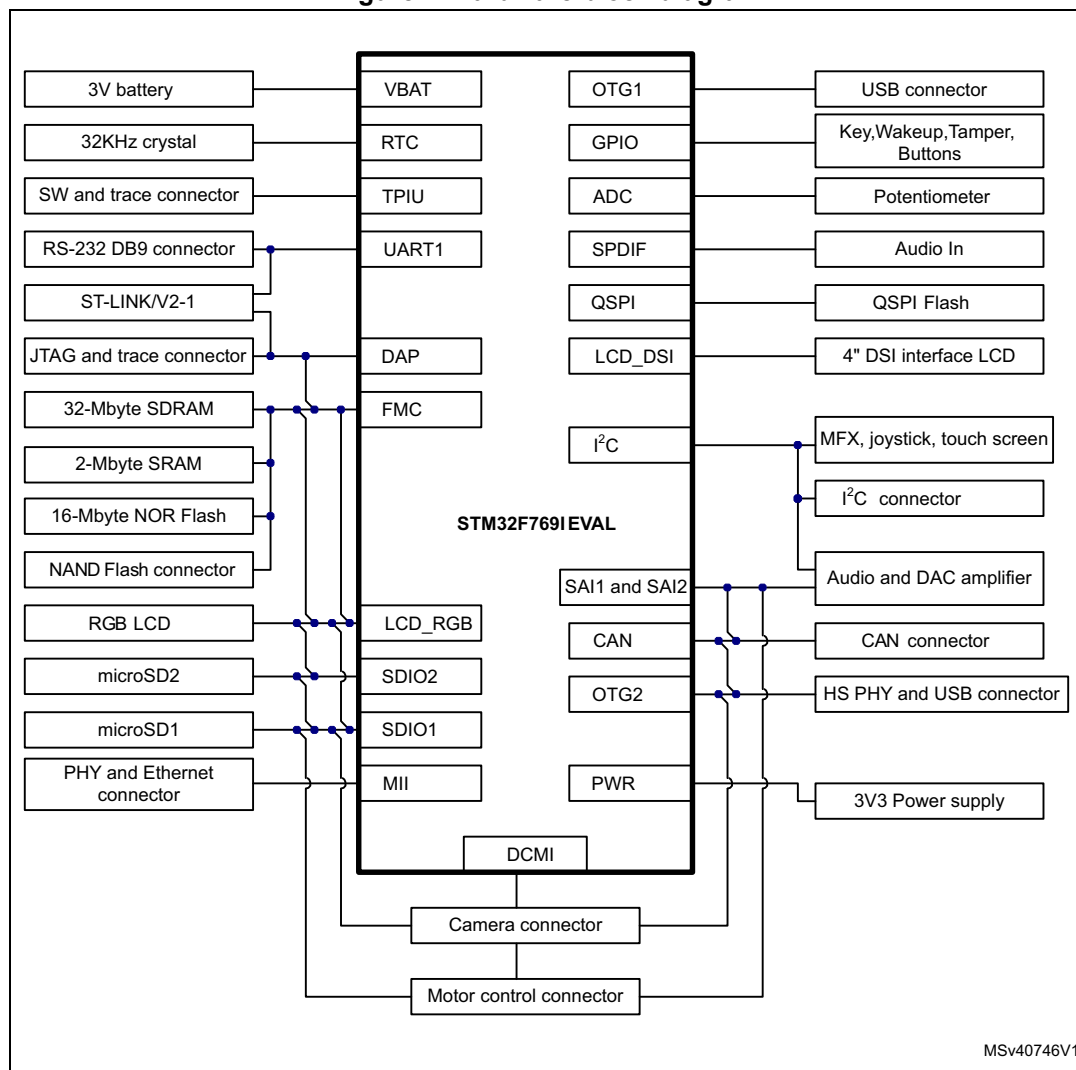 3V battery
32KHz crystal
SW and trace connector
RS-232 DB9 connector
ST-LINK/V2-1
JTAG and trace connector
32-Mbyte SDRAM
2-Mbyte SRAM
16-Mbyte NOR Flash
NAND Flash connector
RGB LCD
microSD2
microSD1
PHY and Ethernet
connector
VBAT
RTC
TPIU
UART1
DAP
FMC
LCD_RGB
SDIO2
SDIO1
MII
STM32F769I EVAL
OTG1
GPIO
ADC
SPDIF
QSPI
LCD_DSI
I²C
SAI1 and SAI2
CAN
OTG2
PWR
DCMI
USB connector
Key,Wakeup,Tamper,
Buttons
Potentiometer
Audio In
QSPI Flash
4" DSI interface LCD
MFX, joystick, touch screen
I²C connector
Audio and DAC amplifier
CAN connector
HS PHY and USB connector
3V3 Power supply
Camera connector
Motor control connector
MSv40746V1